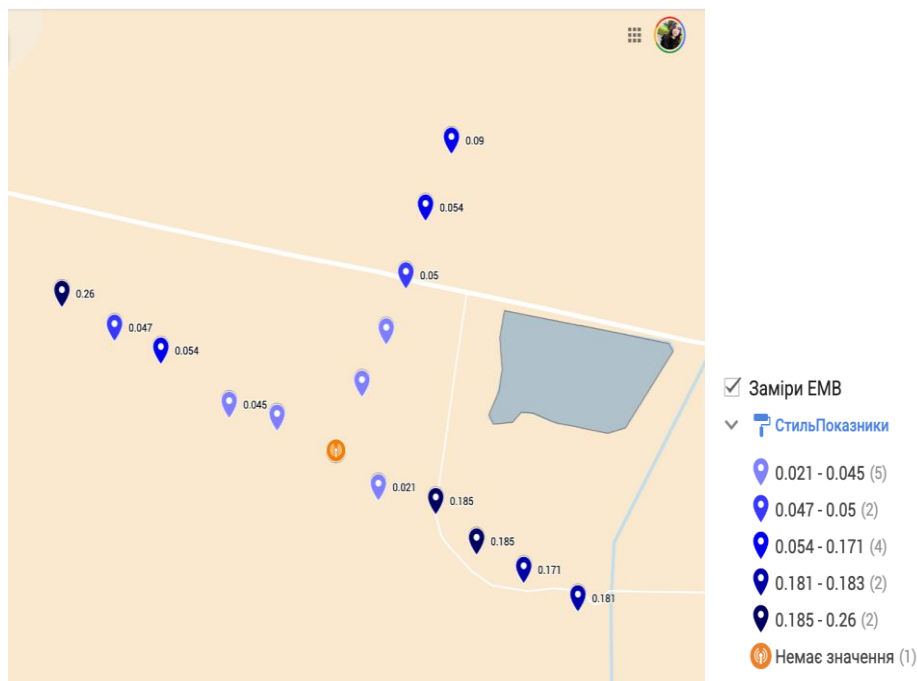 0.09
0.054
0.05
0.26
0.047
0.054
0.045
0.021
0.185
0.185
0.171
0.181
Заміри ЕМВ
СтильПоказники
0.021 - 0.045 (5)
0.047 - 0.05 (2)
0.054 - 0.171 (4)
0.181 - 0.183 (2)
0.185 - 0.26 (2)
Немає значення (1)